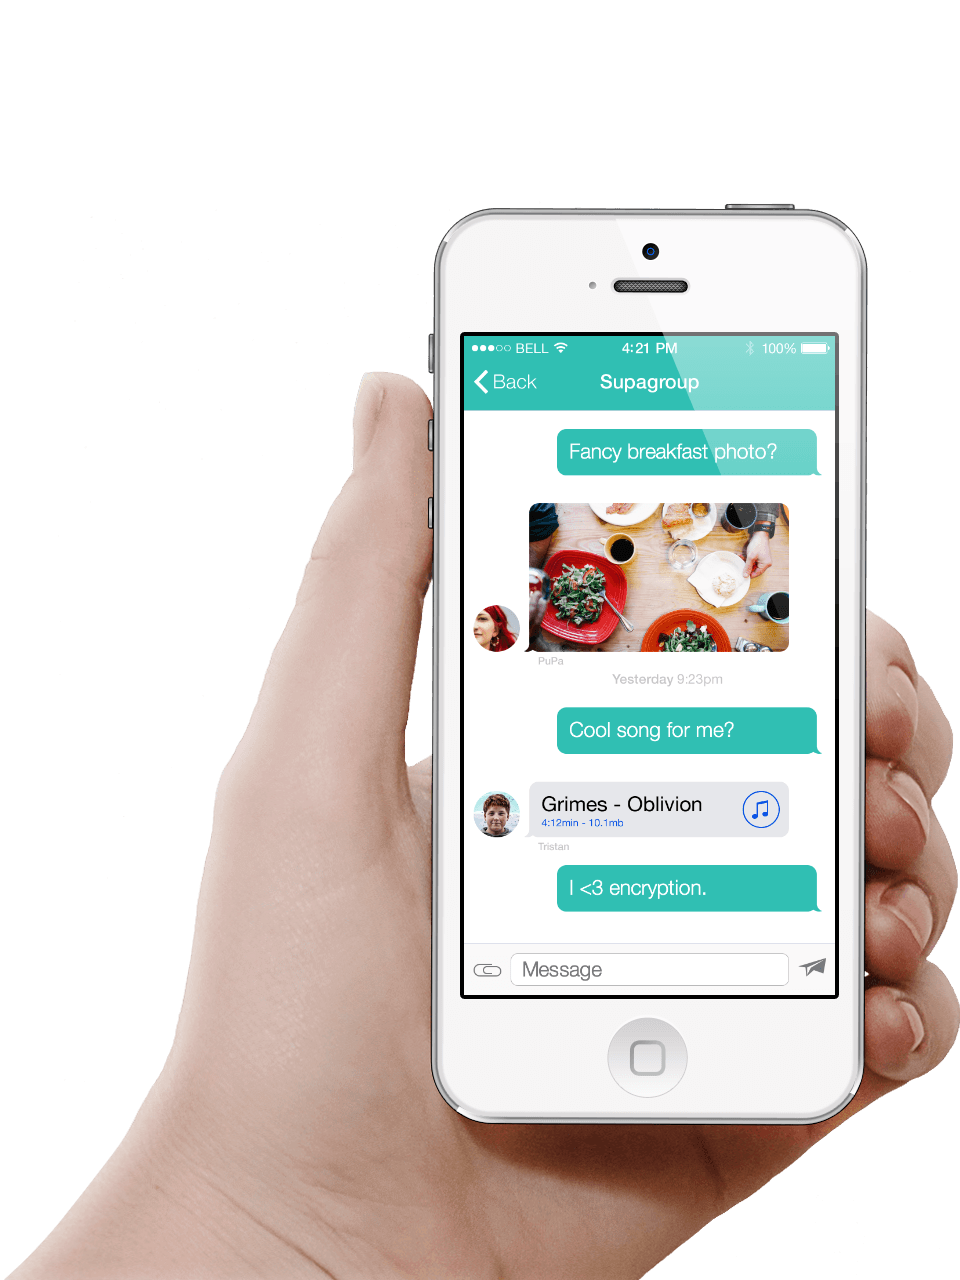 BELL 4:21 PM 100%
Back Supagroup
Fancy breakfast photo?
PuPa
Yesterday 9:23pm
Cool song for me?
Grimes - Oblivion
4:12min - 10.1mb
Tristan
I <3 encryption.
Message